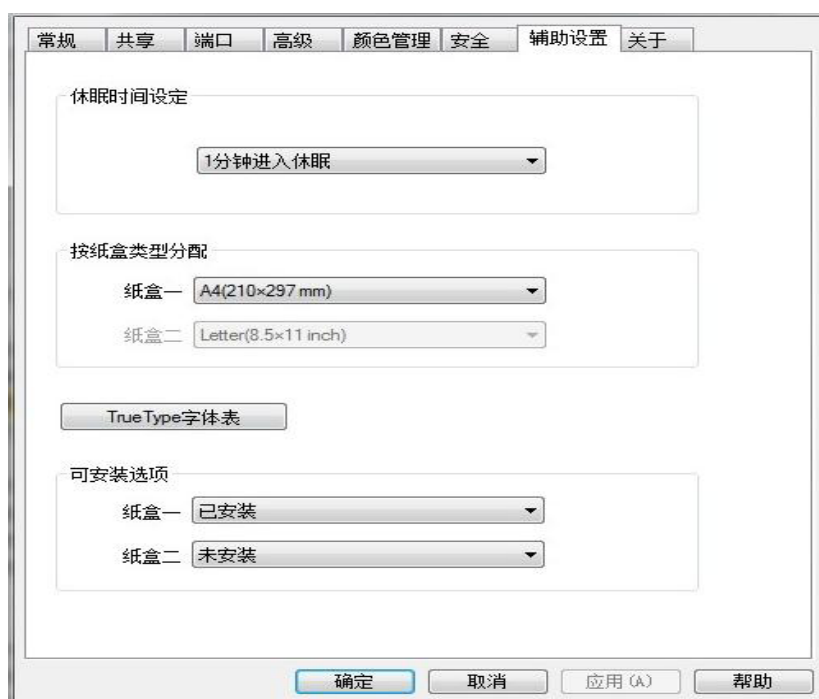 常规 共享 端口 高级 颜色管理 安全 辅助设置 关于
休眠时间设定
1分钟进入休眠
按纸盒类型分配
纸盒一 A4(210×297 mm)
纸盒二 Letter(8.5×11 inch)
TrueType字体表
可安装选项
纸盒一 已安装
纸盒二 未安装
确定 取消 应用(A) 帮助